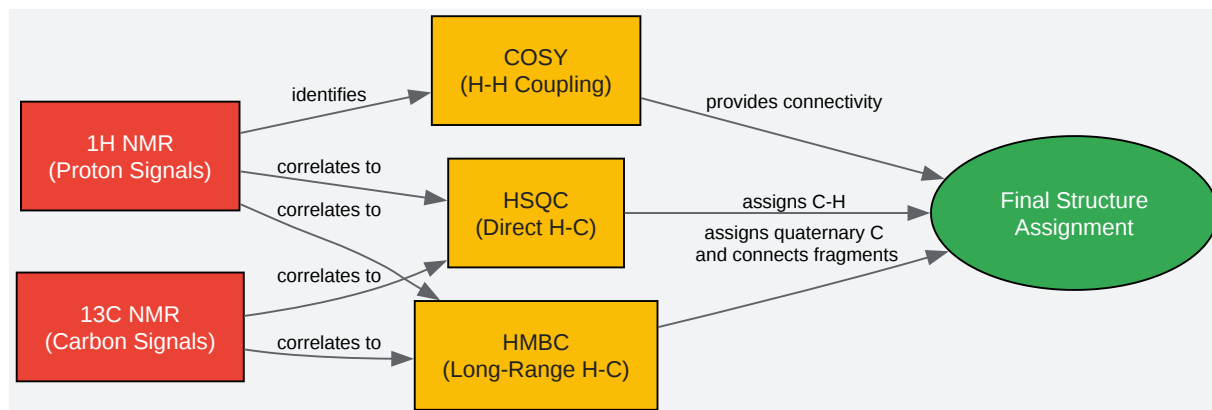 1H NMR
(Proton Signals)
13C NMR
(Carbon Signals)
identifies
correlates to
correlates to
correlates to
correlates to
COSY
(H-H Coupling)
HSQC
(Direct H-C)
HMBC
(Long-Range H-C)
provides connectivity
assigns C-H
assigns quaternary C
and connects fragments
Final Structure
Assignment